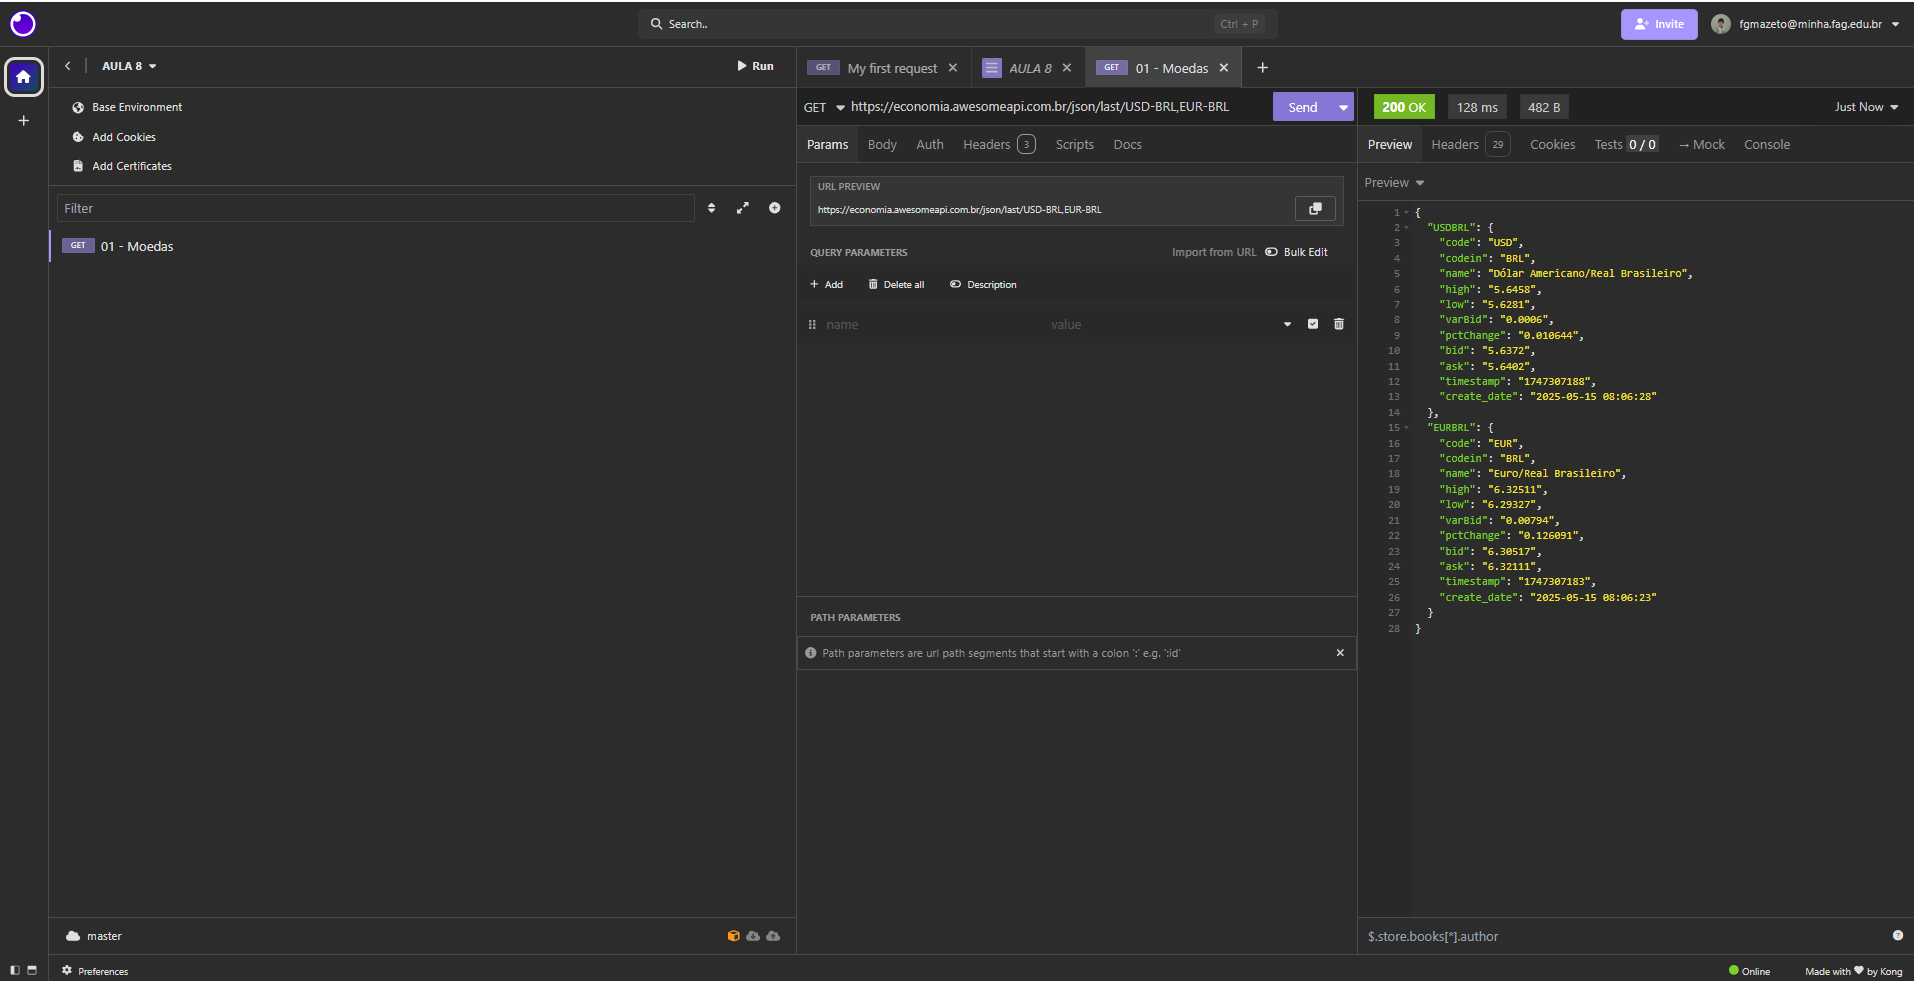 Search..
Ctrl + P
Invite
fgmazeto@minha.fag.edu.br
AULA 8
Run
Base Environment
Add Cookies
Add Certificates
Filter
GET 01 - Moedas
master
Preferences
GET My first request
AULA 8
GET 01 - Moedas
GET https://economia.awesomeapi.com.br/json/last/USD-BRL,EUR-BRL
Send
Params Body Auth Headers 3 Scripts Docs
URL PREVIEW
https://economia.awesomeapi.com.br/json/last/USD-BRL,EUR-BRL
QUERY PARAMETERS
Import from URL Bulk Edit
+ Add Delete all Description
name value
PATH PARAMETERS
Path parameters are url path segments that start with a colon ':' e.g. ':id'
200 OK 128 ms 482 B Just Now
Preview Headers 29 Cookies Tests 0 / 0 → Mock Console
Preview
1 {
2 "USDBRL": {
3 "code": "USD",
4 "codein": "BRL",
5 "name": "Dólar Americano/Real Brasileiro",
6 "high": "5.6458",
7 "low": "5.6281",
8 "varBid": "0.0006",
9 "pctChange": "0.010644",
10 "bid": "5.6372",
11 "ask": "5.6402",
12 "timestamp": "1747307188",
13 "create_date": "2025-05-15 08:06:28"
14 },
15 "EURBRL": {
16 "code": "EUR",
17 "codein": "BRL",
18 "name": "Euro/Real Brasileiro",
19 "high": "6.32511",
20 "low": "6.29327",
21 "varBid": "0.00794",
22 "pctChange": "0.126091",
23 "bid": "6.30517",
24 "ask": "6.32111",
25 "timestamp": "1747307183",
26 "create_date": "2025-05-15 08:06:23"
27 }
28 }
$.store.books[*].author
Online
Made with ♥ by Kong